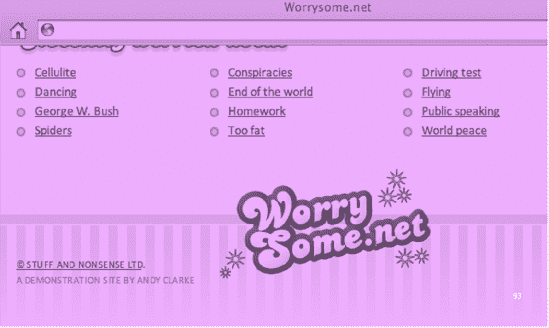 Worrysome.net
Cellulite
Conspiracies
Driving test
Dancing
End of the world
Flying
George W. Bush
Homework
Public speaking
Spiders
Too fat
World peace
Worry
Some.net
© STUFF AND NONSENSE LTD.
A DEMONSTRATION SITE BY ANDY CLARKE
93